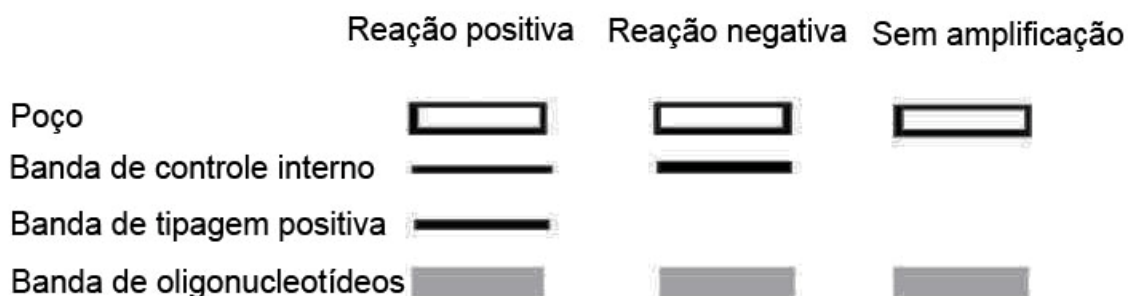 Reação positiva Reação negativa Sem amplificação
Poço
Banda de controle interno
Banda de tipagem positiva
Banda de oligonucleotídeos